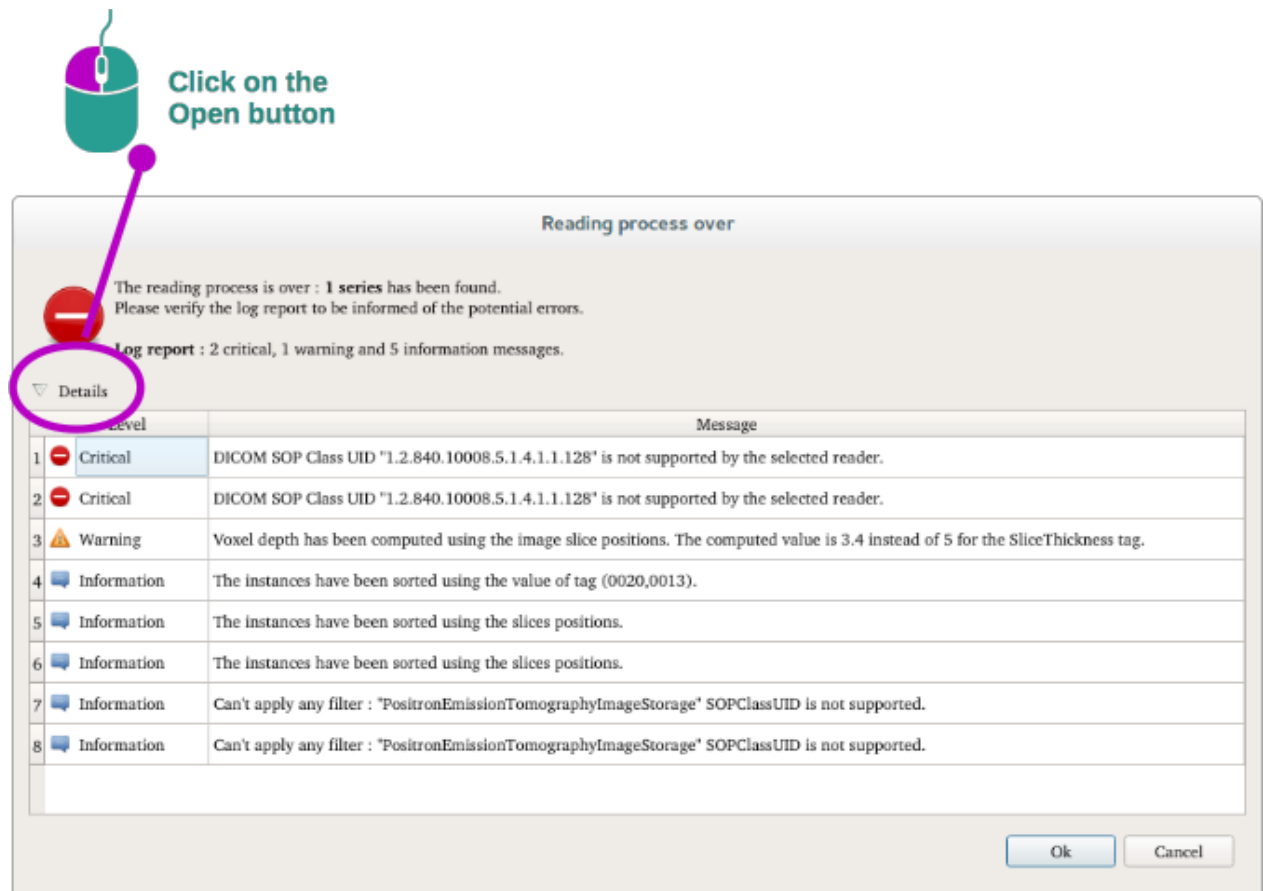 Click on the
Open button
Reading process over
The reading process is over : 1 series has been found.
Please verify the log report to be informed of the potential errors.
Log report : 2 critical, 1 warning and 5 information messages.
Details
Level Message
1 Critical DICOM SOP Class UID "1.2.840.10008.5.1.4.1.1.128" is not supported by the selected reader.
2 Critical DICOM SOP Class UID "1.2.840.10008.5.1.4.1.1.128" is not supported by the selected reader.
3 Warning Voxel depth has been computed using the image slice positions. The computed value is 3.4 instead of 5 for the SliceThickness tag.
4 Information The instances have been sorted using the value of tag (0020,0013).
5 Information The instances have been sorted using the slices positions.
6 Information The instances have been sorted using the slices positions.
7 Information Can't apply any filter : "PositronEmissionTomographyImageStorage" SOPClassUID is not supported.
8 Information Can't apply any filter : "PositronEmissionTomographyImageStorage" SOPClassUID is not supported.
Ok Cancel